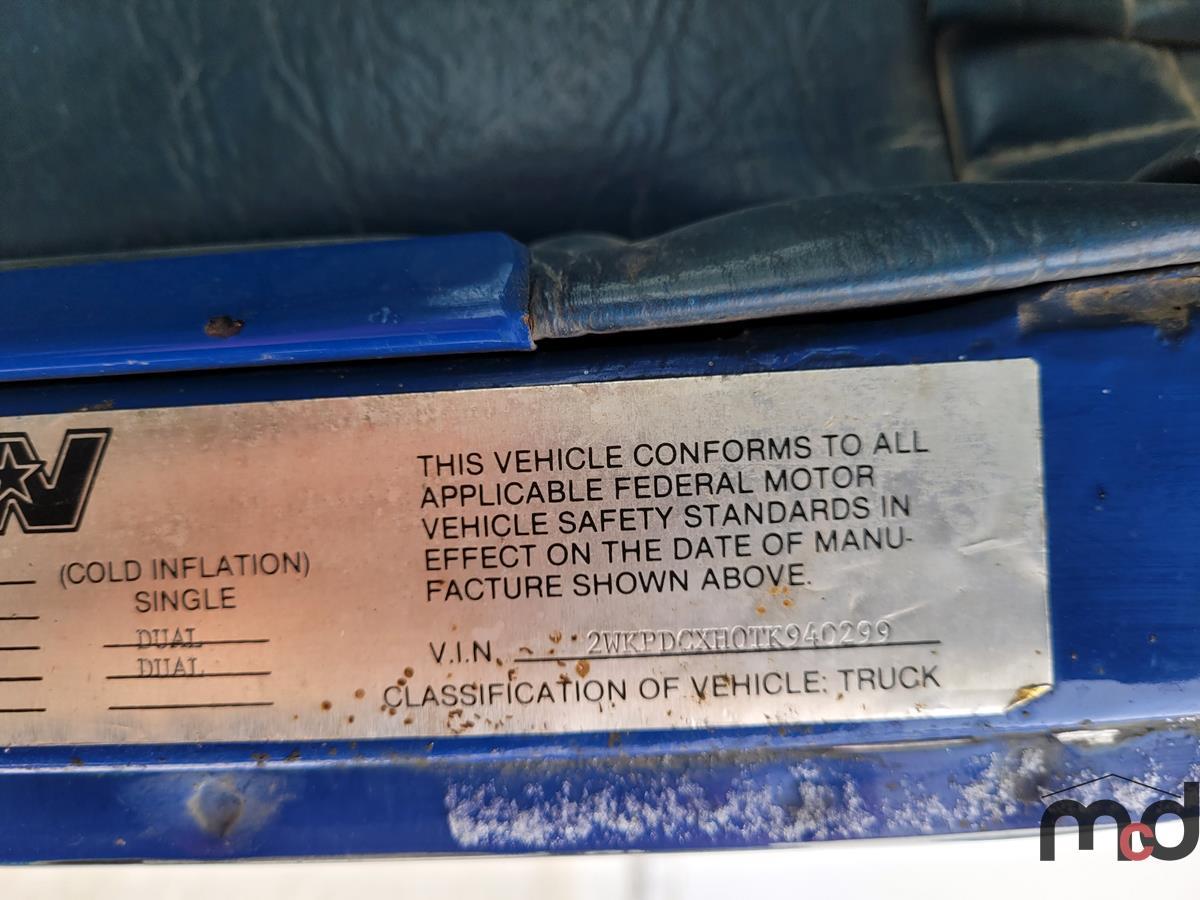 W
(COLD INFLATION)
SINGLE
DUAL
DUAL
THIS VEHICLE CONFORMS TO ALL
APPLICABLE FEDERAL MOTOR
VEHICLE SAFETY STANDARDS IN
EFFECT ON THE DATE OF MANU-
FACTURE SHOWN ABOVE.
V.I.N. 2WKPDCXH0TK940299
CLASSIFICATION OF VEHICLE: TRUCK
mcd